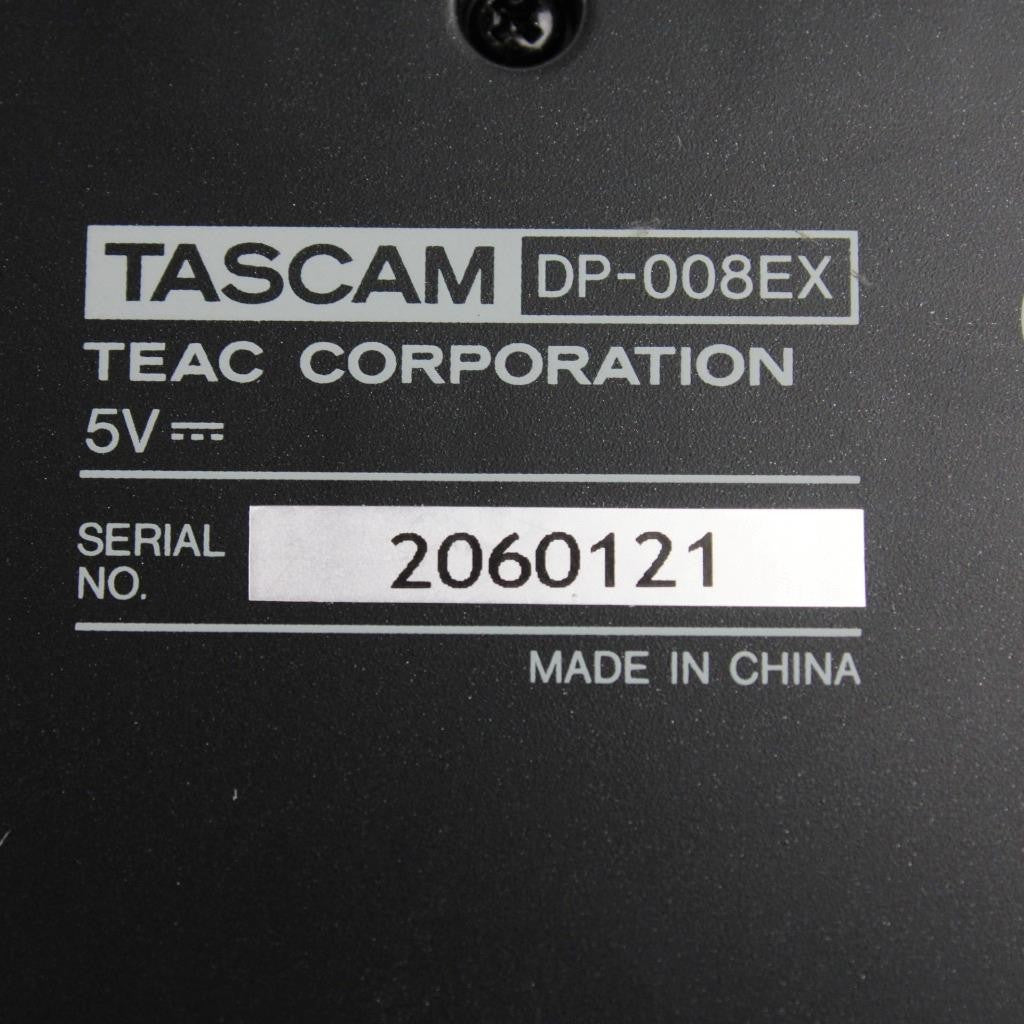 TASCAM DP-008EX
TEAC CORPORATION
5V ⎓
SERIAL NO. 2060121
MADE IN CHINA